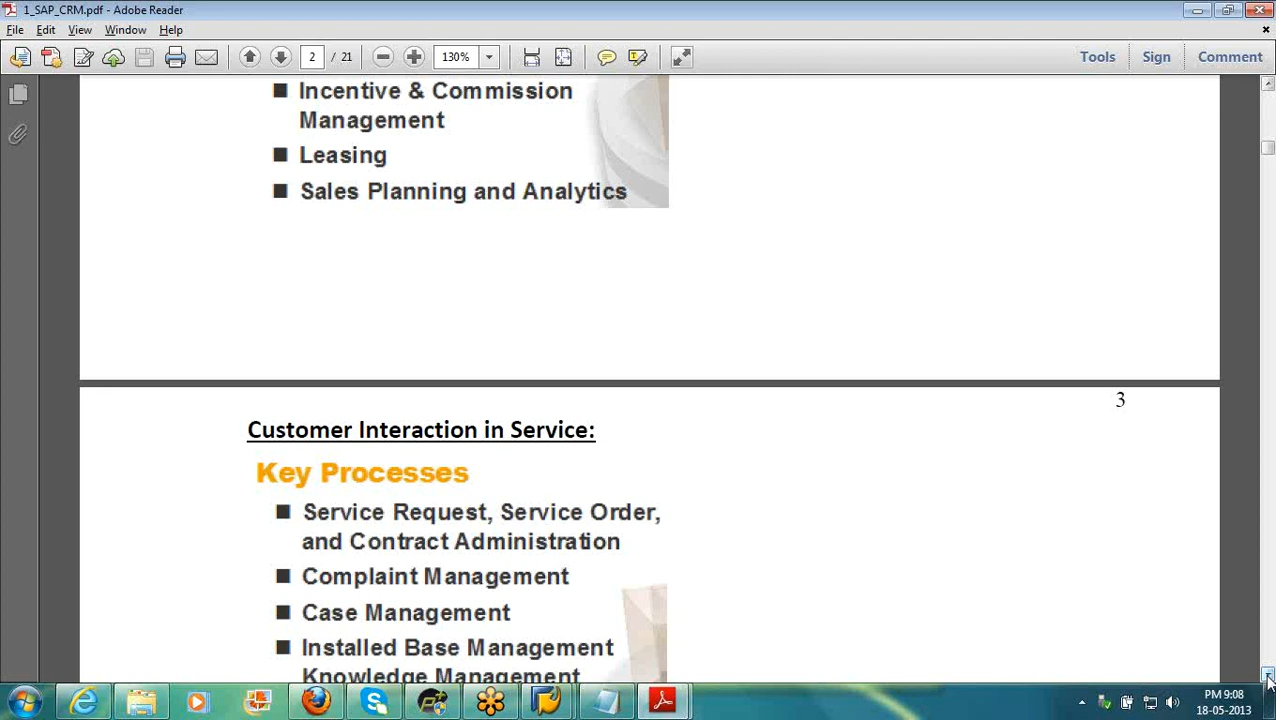 1_SAP_CRM.pdf - Adobe Reader
File Edit View Window Help
2 / 21 130% Tools Sign Comment
Incentive & Commission
Management
Leasing
Sales Planning and Analytics
3
Customer Interaction in Service:
Key Processes
Service Request, Service Order,
and Contract Administration
Complaint Management
Case Management
Installed Base Management
Knowledge Management
PM 9:08
18-05-2013